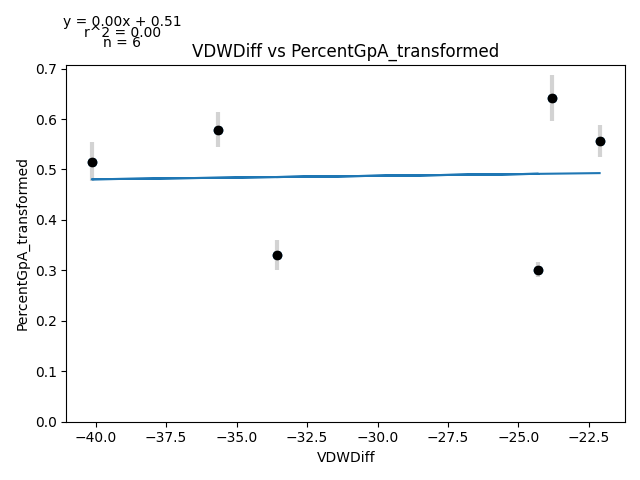 y = 0.00x + 0.51
r^2 = 0.00
n = 6
VDWDiff vs PercentGpA_transformed
PercentGpA_transformed
0.7
0.6
0.5
0.4
0.3
0.2
0.1
0.0
−40.0 −37.5 −35.0 −32.5 −30.0 −27.5 −25.0 −22.5
VDWDiff